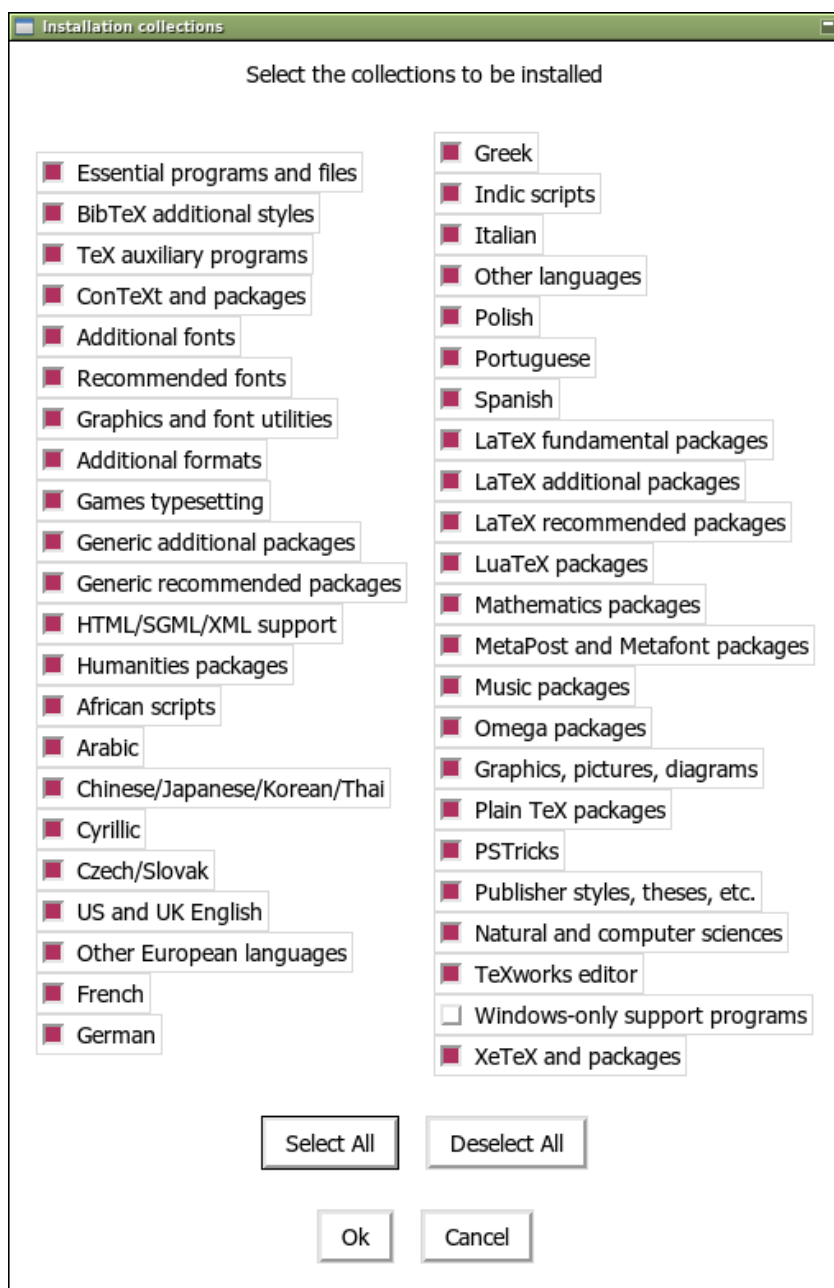 Installation collections
Select the collections to be installed
Essential programs and files
BibTeX additional styles
TeX auxiliary programs
ConTeXt and packages
Additional fonts
Recommended fonts
Graphics and font utilities
Additional formats
Games typesetting
Generic additional packages
Generic recommended packages
HTML/SGML/XML support
Humanities packages
African scripts
Arabic
Chinese/Japanese/Korean/Thai
Cyrillic
Czech/Slovak
US and UK English
Other European languages
French
German
Greek
Indic scripts
Italian
Other languages
Polish
Portuguese
Spanish
LaTeX fundamental packages
LaTeX additional packages
LaTeX recommended packages
LuaTeX packages
Mathematics packages
MetaPost and Metafont packages
Music packages
Omega packages
Graphics, pictures, diagrams
Plain TeX packages
PSTricks
Publisher styles, theses, etc.
Natural and computer sciences
TeXworks editor
Windows-only support programs
XeTeX and packages
Select All
Deselect All
Ok
Cancel